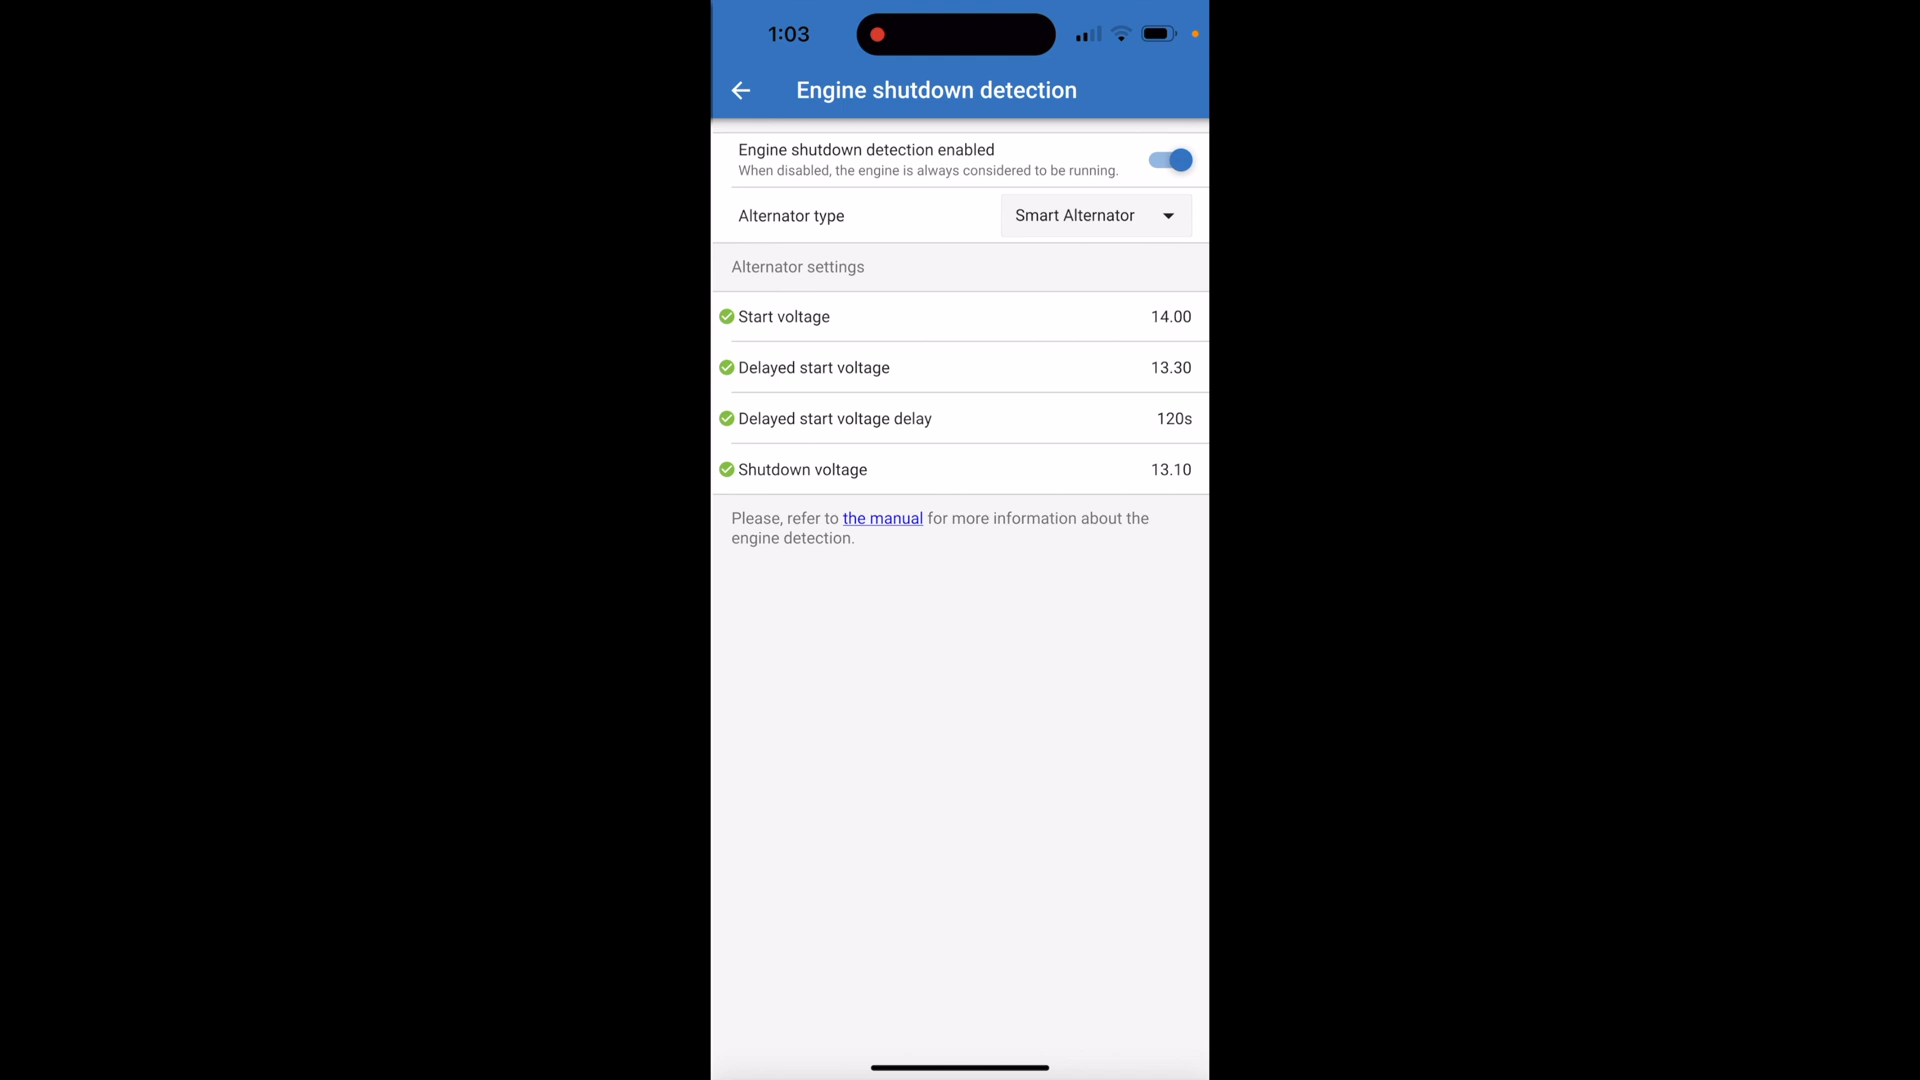 1:03
Engine shutdown detection
Engine shutdown detection enabled
When disabled, the engine is always considered to be running.
Alternator type
Smart Alternator
Alternator settings
Start voltage 14.00
Delayed start voltage 13.30
Delayed start voltage delay 120s
Shutdown voltage 13.10
Please, refer to the manual for more information about the
engine detection.